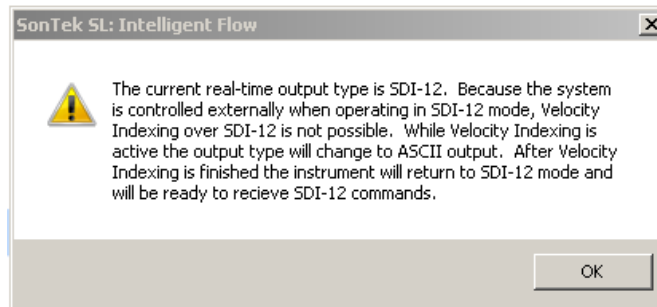 SonTek SL: Intelligent Flow
The current real-time output type is SDI-12. Because the system
is controlled externally when operating in SDI-12 mode, Velocity
Indexing over SDI-12 is not possible. While Velocity Indexing is
active the output type will change to ASCII output. After Velocity
Indexing is finished the instrument will return to SDI-12 mode and
will be ready to recieve SDI-12 commands.
OK